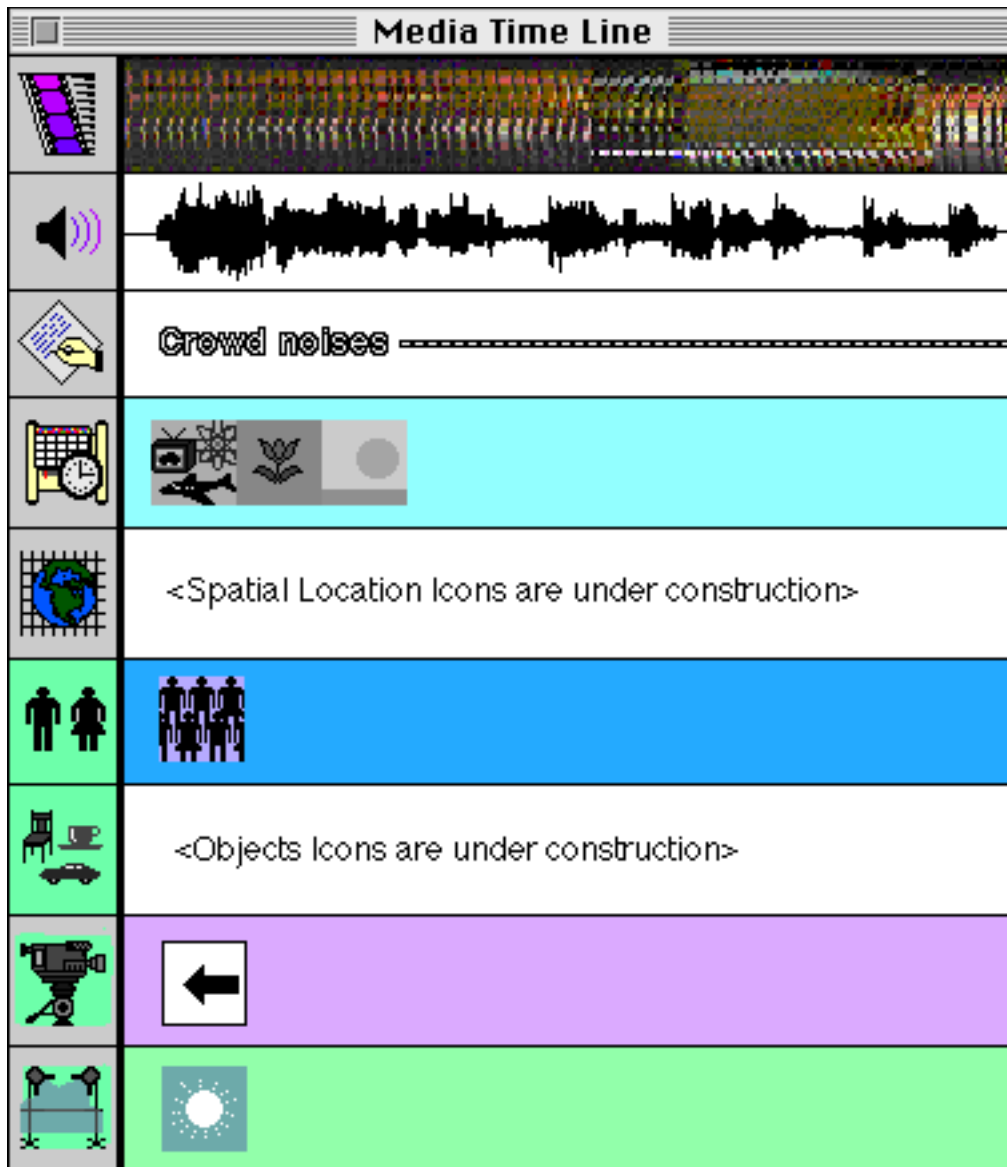 Media Time Line
Crowd noises
<Spatial Location Icons are under construction>
<Objects Icons are under construction>